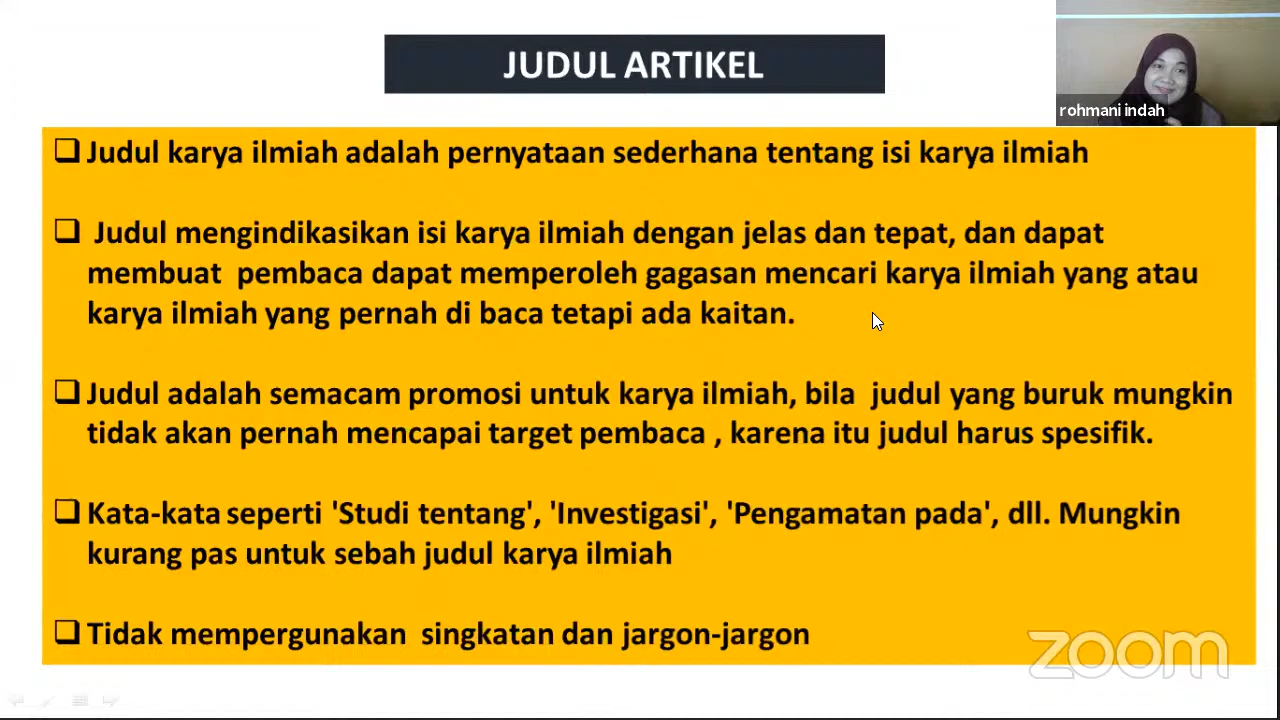 JUDUL ARTIKEL
rohmani indah
Judul karya ilmiah adalah pernyataan sederhana tentang isi karya ilmiah
Judul mengindikasikan isi karya ilmiah dengan jelas dan tepat, dan dapat
membuat pembaca dapat memperoleh gagasan mencari karya ilmiah yang atau
karya ilmiah yang pernah di baca tetapi ada kaitan.
Judul adalah semacam promosi untuk karya ilmiah, bila judul yang buruk mungkin
tidak akan pernah mencapai target pembaca , karena itu judul harus spesifik.
Kata-kata seperti 'Studi tentang', 'Investigasi', 'Pengamatan pada', dll. Mungkin
kurang pas untuk sebah judul karya ilmiah
Tidak mempergunakan singkatan dan jargon-jargon
zoom